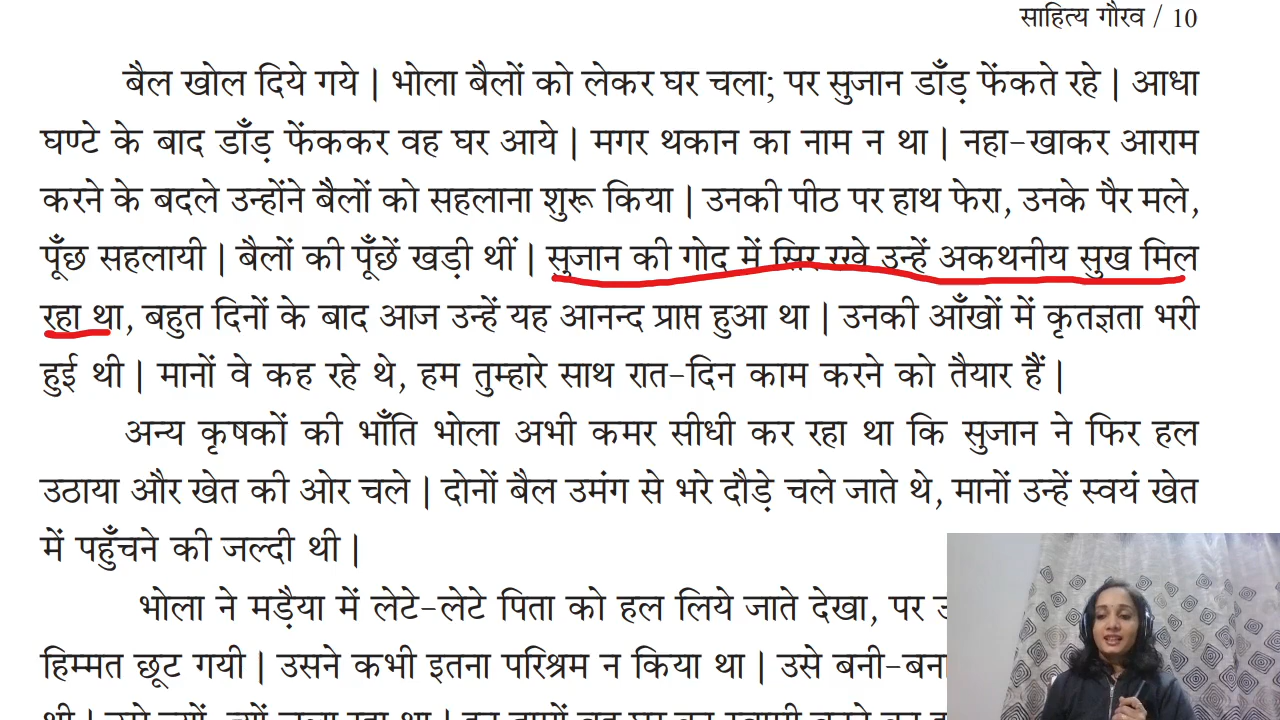 साहित्य गौरव / 10
बैल खोल दिये गये | भोला बैलों को लेकर घर चला; पर सुजान डाँड़ फेंकते रहे | आधा
घण्टे के बाद डाँड़ फेंककर वह घर आये | मगर थकान का नाम न था | नहा-खाकर आराम
करने के बदले उन्होंने बैलों को सहलाना शुरू किया | उनकी पीठ पर हाथ फेरा, उनके पैर मले,
पूँछ सहलायी | बैलों की पूँछें खड़ी थीं | सुजान की गोद में सिर रखे उन्हें अकथनीय सुख मिल
रहा था, बहुत दिनों के बाद आज उन्हें यह आनन्द प्राप्त हुआ था | उनकी आँखों में कृतज्ञता भरी
हुई थी | मानों वे कह रहे थे, हम तुम्हारे साथ रात-दिन काम करने को तैयार हैं |
अन्य कृषकों की भाँति भोला अभी कमर सीधी कर रहा था कि सुजान ने फिर हल
उठाया और खेत की ओर चले | दोनों बैल उमंग से भरे दौड़े चले जाते थे, मानों उन्हें स्वयं खेत
में पहुँचने की जल्दी थी |
भोला ने मड़ैया में लेटे-लेटे पिता को हल लिये जाते देखा, पर
हिम्मत छूट गयी | उसने कभी इतना परिश्रम न किया था | उसे बनी-बना